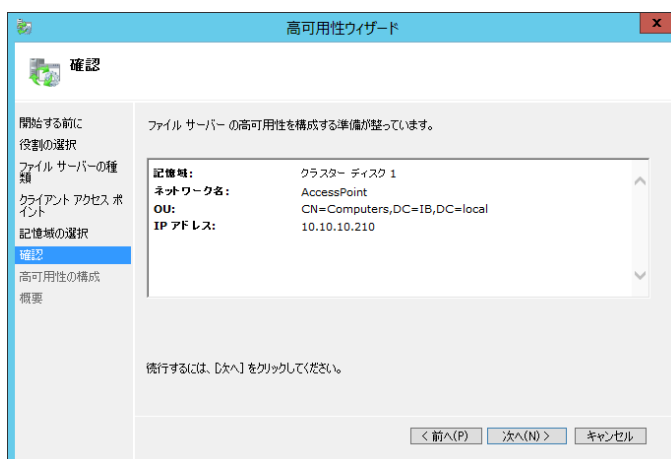 高可用性ウィザード
x
確認
開始する前に
役割の選択
ファイル サーバーの種
類
クライアント アクセス ポ
イント
記憶域の選択
確認
高可用性の構成
概要
ファイル サーバー の高可用性を構成する準備が整っています。
記憶域: クラスター ディスク 1
ネットワーク名: AccessPoint
OU: CN=Computers,DC=IB,DC=local
IP アドレス: 10.10.10.210
続行するには、[次へ] をクリックしてください。
< 前へ(P) 次へ(N) > キャンセル